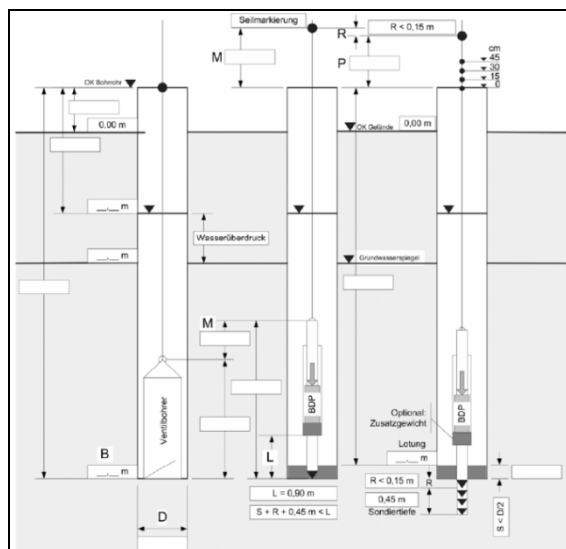 Seilmarkierung
R < 0,15 m
R
M
P
cm
45
30
15
0
OK Bohrrohr
0,00 m
OK Gelände
0,00 m
__,__ m
Wasserüberdruck
__,__ m
Grundwasserspiegel
M
Ventilbohrer
BDP
BDP
Optional:
Zusatzgewicht
L
Lotung
B
__,__ m
__,__ m
D
L = 0,90 m
S + R + 0,45 m < L
R < 0,15 m
R
0,45 m
Sondiertiefe
S < D/2